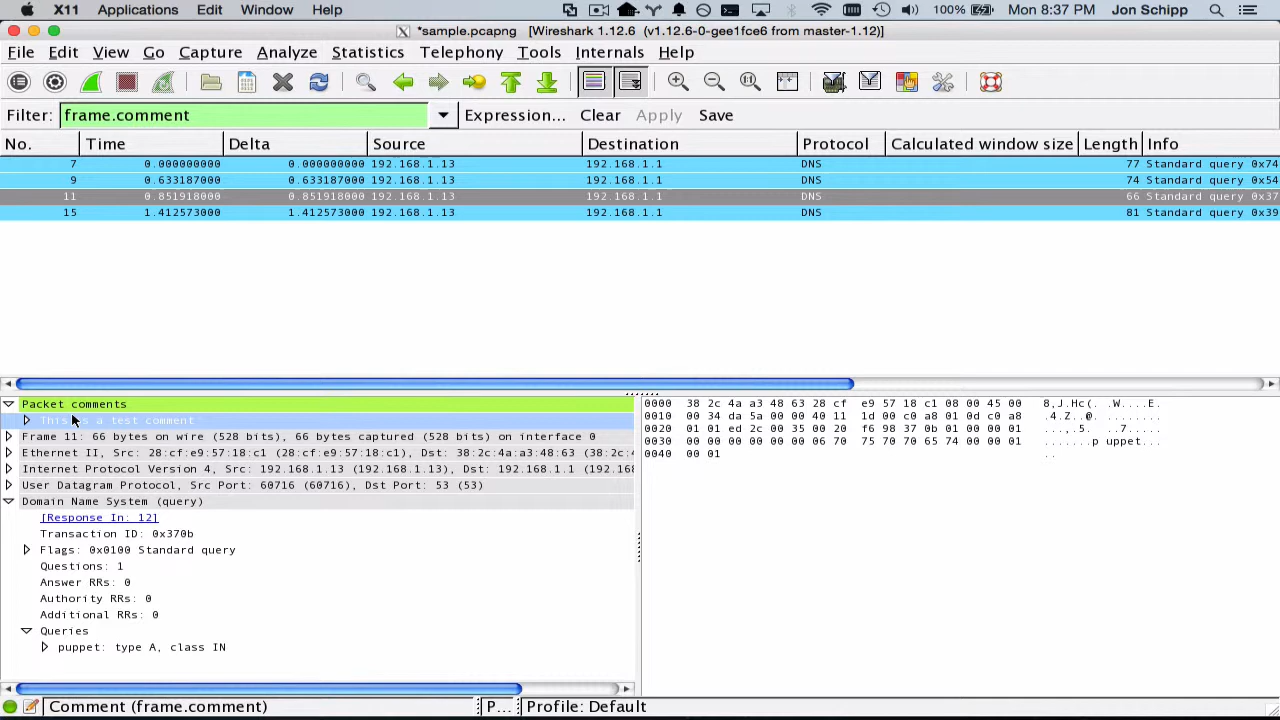 X11 Applications Edit Window Help 100% Mon 8:37 PM Jon Schipp
*sample.pcapng [Wireshark 1.12.6 (v1.12.6-0-gee1fce6 from master-1.12)]
File Edit View Go Capture Analyze Statistics Telephony Tools Internals Help
Filter: frame.comment Expression... Clear Apply Save
No. Time Delta Source Destination Protocol Calculated window size Length Info
7 0.000000000 0.000000000 192.168.1.13 192.168.1.1 DNS 77 Standard query 0x74
9 0.633187000 0.633187000 192.168.1.13 192.168.1.1 DNS 74 Standard query 0x54
11 0.851918000 0.851918000 192.168.1.13 192.168.1.1 DNS 66 Standard query 0x37
15 1.412573000 1.412573000 192.168.1.13 192.168.1.1 DNS 81 Standard query 0x39
Packet comments
This is a test comment
Frame 11: 66 bytes on wire (528 bits), 66 bytes captured (528 bits) on interface 0
Ethernet II, Src: 28:cf:e9:57:18:c1 (28:cf:e9:57:18:c1), Dst: 38:2c:4a:a3:48:63 (38:2c:4
Internet Protocol Version 4, Src: 192.168.1.13 (192.168.1.13), Dst: 192.168.1.1 (192.168
User Datagram Protocol, Src Port: 60716 (60716), Dst Port: 53 (53)
Domain Name System (query)
[Response In: 12]
Transaction ID: 0x370b
Flags: 0x0100 Standard query
Questions: 1
Answer RRs: 0
Authority RRs: 0
Additional RRs: 0
Queries
puppet: type A, class IN
0000 38 2c 4a a3 48 63 28 cf e9 57 18 c1 08 00 45 00 8,J.Hc(. .W....E.
0010 00 34 da 5a 00 00 40 11 1d 00 c0 a8 01 0d c0 a8 .4.Z..@. ........
0020 01 01 ed 2c 00 35 00 20 f6 98 37 0b 01 00 00 01 ...,.5. ..7.....
0030 00 00 00 00 00 00 06 70 75 70 70 65 74 00 00 01 .......p uppet...
0040 00 01 ..
Comment (frame.comment) P... Profile: Default